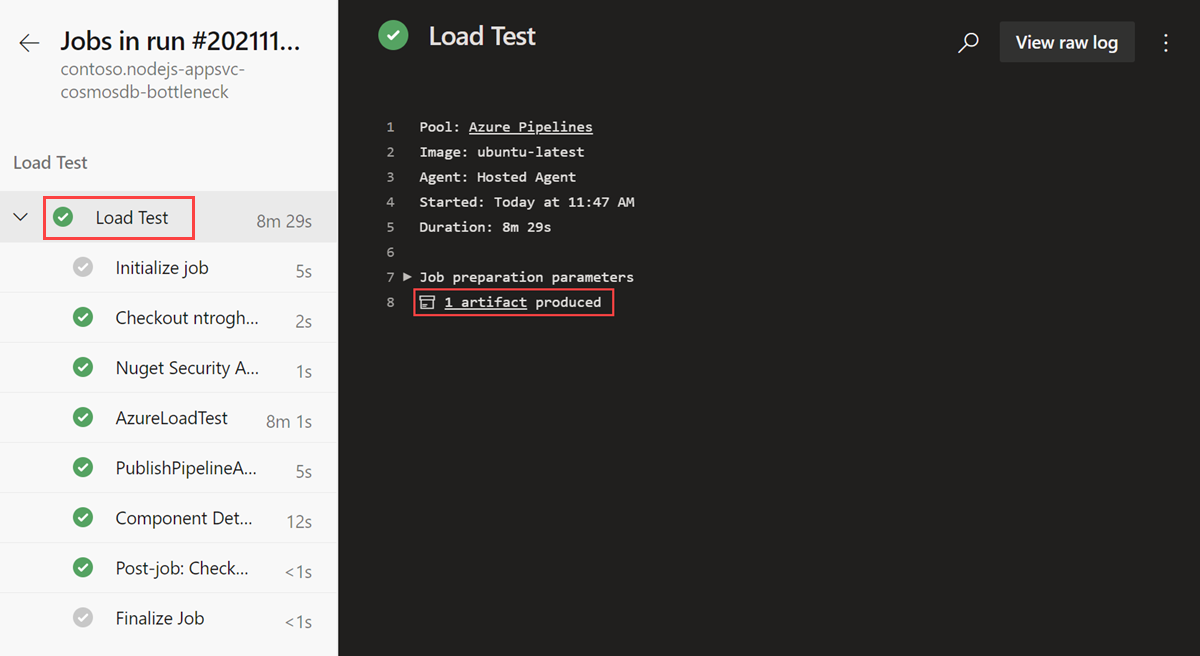 Jobs in run #202111...
contoso.nodejs-appsvc-
cosmosdb-bottleneck
Load Test
Load Test 8m 29s
Initialize job 5s
Checkout ntrogh... 2s
Nuget Security A... 1s
AzureLoadTest 8m 1s
PublishPipelineA... 5s
Component Det... 12s
Post-job: Check... <1s
Finalize Job <1s
Load Test
View raw log
1 Pool: Azure Pipelines
2 Image: ubuntu-latest
3 Agent: Hosted Agent
4 Started: Today at 11:47 AM
5 Duration: 8m 29s
6
7 Job preparation parameters
8 1 artifact produced